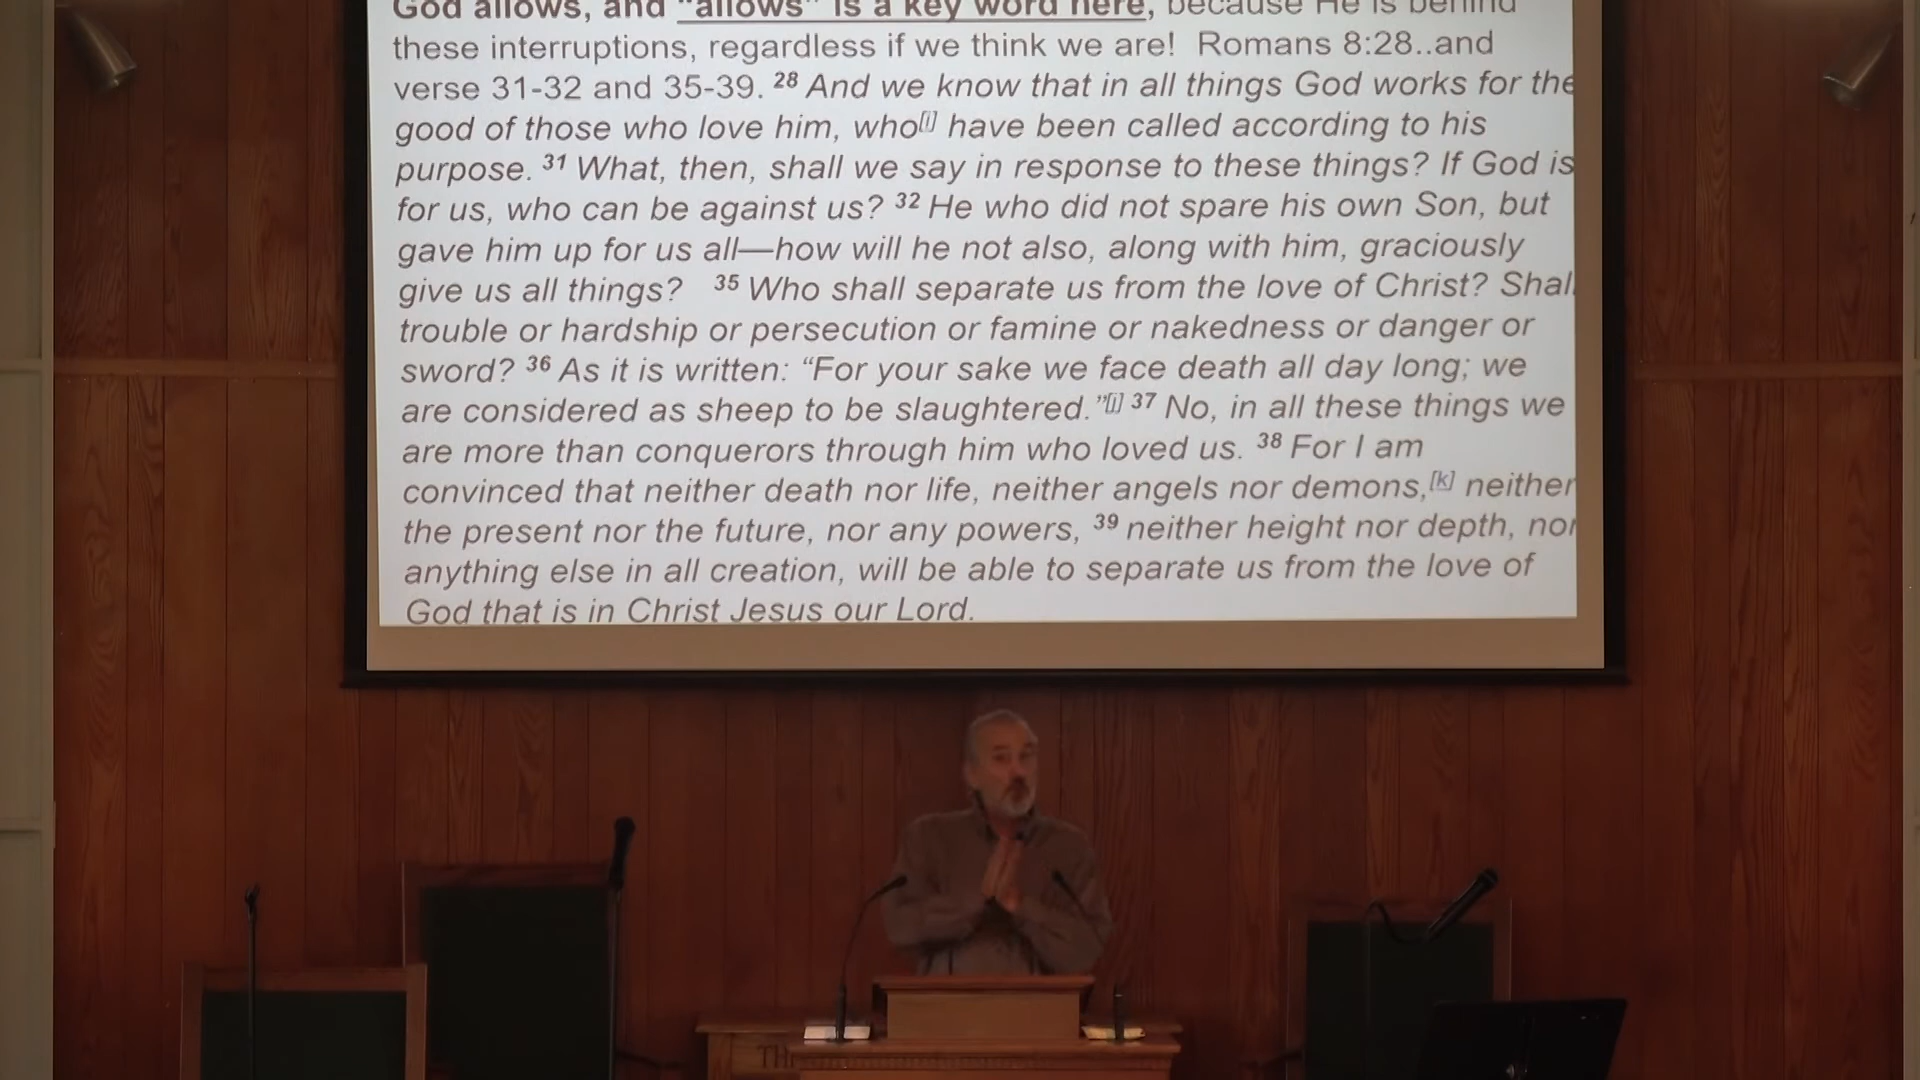 God allows, and "allows" is a key word here, because He is behind
these interruptions, regardless if we think we are! Romans 8:28..and
verse 31-32 and 35-39. 28 And we know that in all things God works for the
good of those who love him, who[i] have been called according to his
purpose. 31 What, then, shall we say in response to these things? If God is
for us, who can be against us? 32 He who did not spare his own Son, but
gave him up for us all—how will he not also, along with him, graciously
give us all things? 35 Who shall separate us from the love of Christ? Shal
trouble or hardship or persecution or famine or nakedness or danger or
sword? 36 As it is written: “For your sake we face death all day long; we
are considered as sheep to be slaughtered.”[j] 37 No, in all these things we
are more than conquerors through him who loved us. 38 For I am
convinced that neither death nor life, neither angels nor demons,[k] neither
the present nor the future, nor any powers, 39 neither height nor depth, nor
anything else in all creation, will be able to separate us from the love of
God that is in Christ Jesus our Lord.